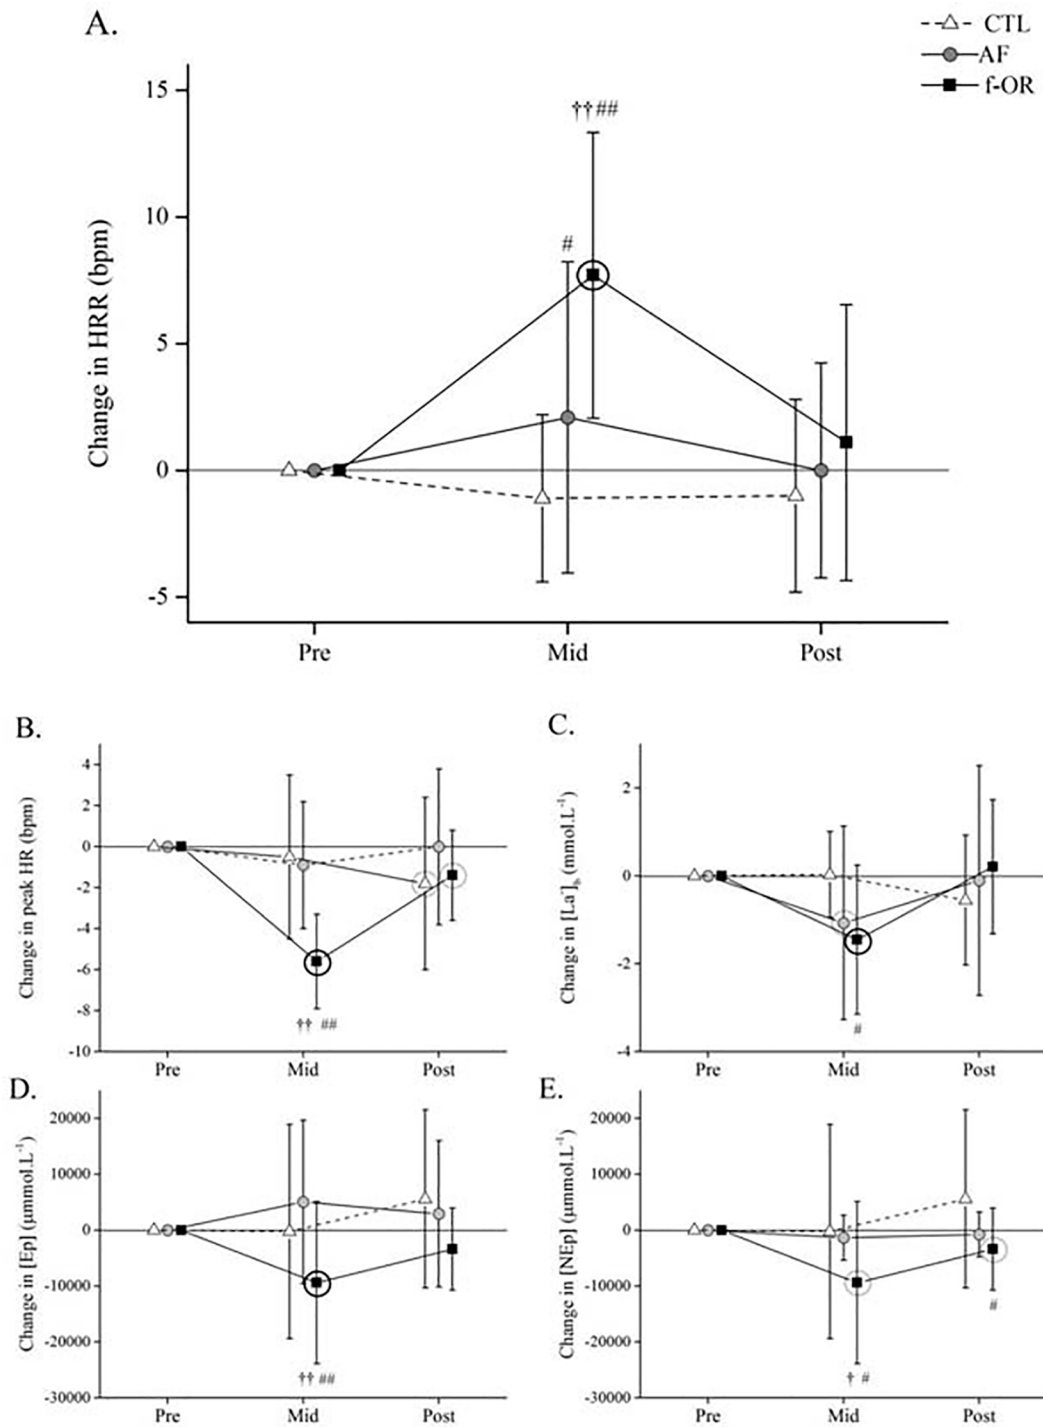 A.
CTL
AF
f-OR
Change in HRR (bpm)
15
10
5
0
-5
††##
#
Pre Mid Post
B.
Change in peak HR (bpm)
4
2
0
-2
-4
-6
-8
-10
†† ##
Pre Mid Post
C.
Change in [La-]b (mmol.L-1)
2
0
-2
-4
#
Pre Mid Post
D.
Change in [Ep] (µmmol.L-1)
20000
10000
0
-10000
-20000
-30000
††##
Pre Mid Post
E.
Change in [NEp] (µmmol.L-1)
20000
10000
0
-10000
-20000
-30000
† #
#
Pre Mid Post